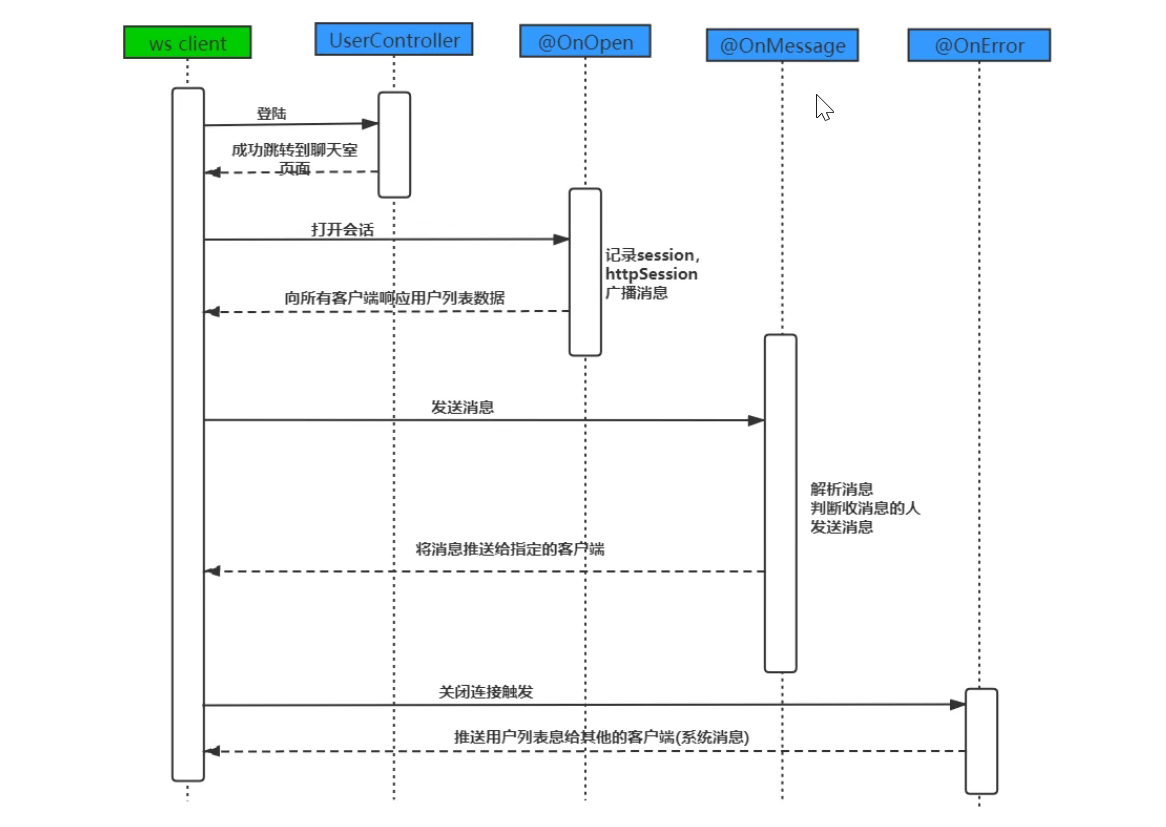 ws client
UserController
@OnOpen
@OnMessage
@OnError
登陆
成功跳转到聊天室
页面
打开会话
记录session，
httpSession
广播消息
向所有客户端响应用户列表数据
发送消息
解析消息
判断收消息的人
发送消息
将消息推送给指定的客户端
关闭连接触发
推送用户列表息给其他的客户端(系统消息)